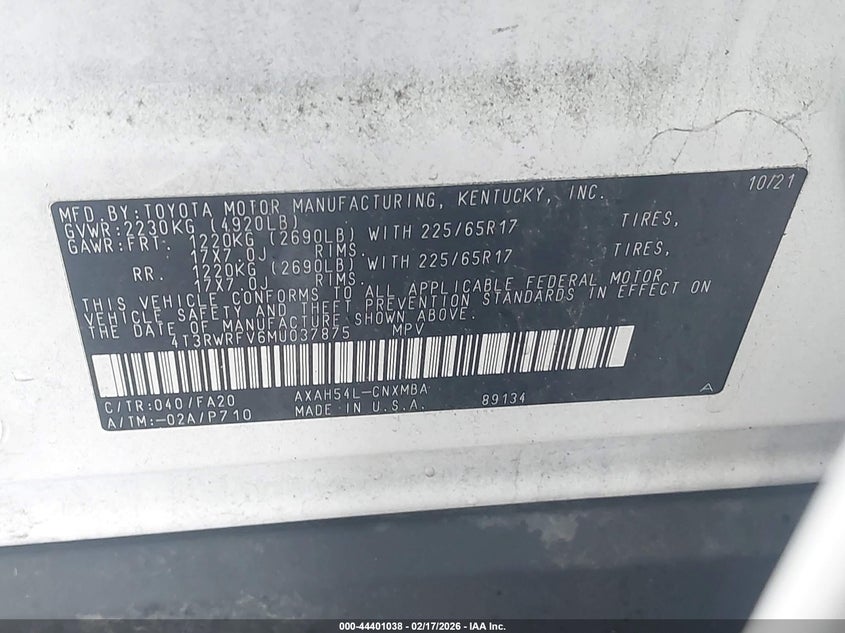 10/21
MFD. BY: TOYOTA MOTOR MANUFACTURING, KENTUCKY, INC.
GVWR: 2230KG (4920LB)
GAWR: FRT. 1220KG (2690LB) WITH 225/65R17 TIRES,
17X7.0J RIMS.
RR. 1220KG (2690LB) WITH 225/65R17 TIRES,
17X7.0J RIMS.
THIS VEHICLE CONFORMS TO ALL APPLICABLE FEDERAL MOTOR
VEHICLE SAFETY AND THEFT PREVENTION STANDARDS IN EFFECT ON
THE DATE OF MANUFACTURE SHOWN ABOVE.
4T3RWRFV6MU037875 MPV
C/TR: 040/FA20 AXAH54L-CNXMBA A
A/TM: -02A/P710 MADE IN U.S.A. 89134
000-44401038 - 02/17/2026 - IAA Inc.